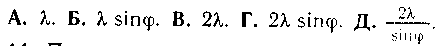 А. λ. Б. λ sinφ. В. 2λ. Г. 2λ sinφ. Д. 2λ/sinφ.